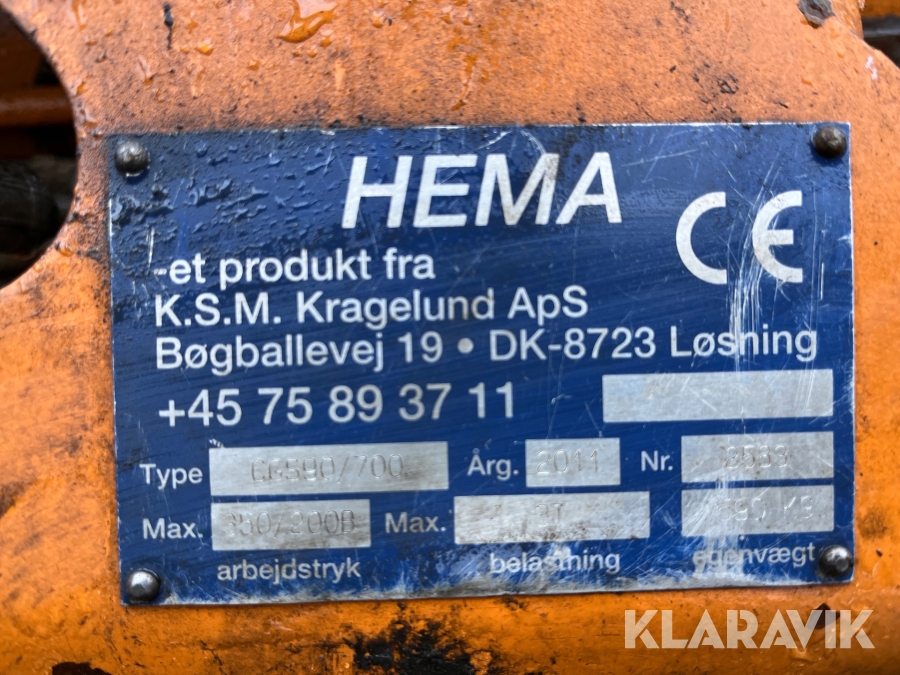 HEMA
CE
-et produkt fra
K.S.M. Kragelund ApS
Bøgballevej 19 • DK-8723 Løsning
+45 75 89 37 11
Type Årg. 2011 Nr.
Max. Max.
arbejdstryk belastning egenvægt
KLARAVIK